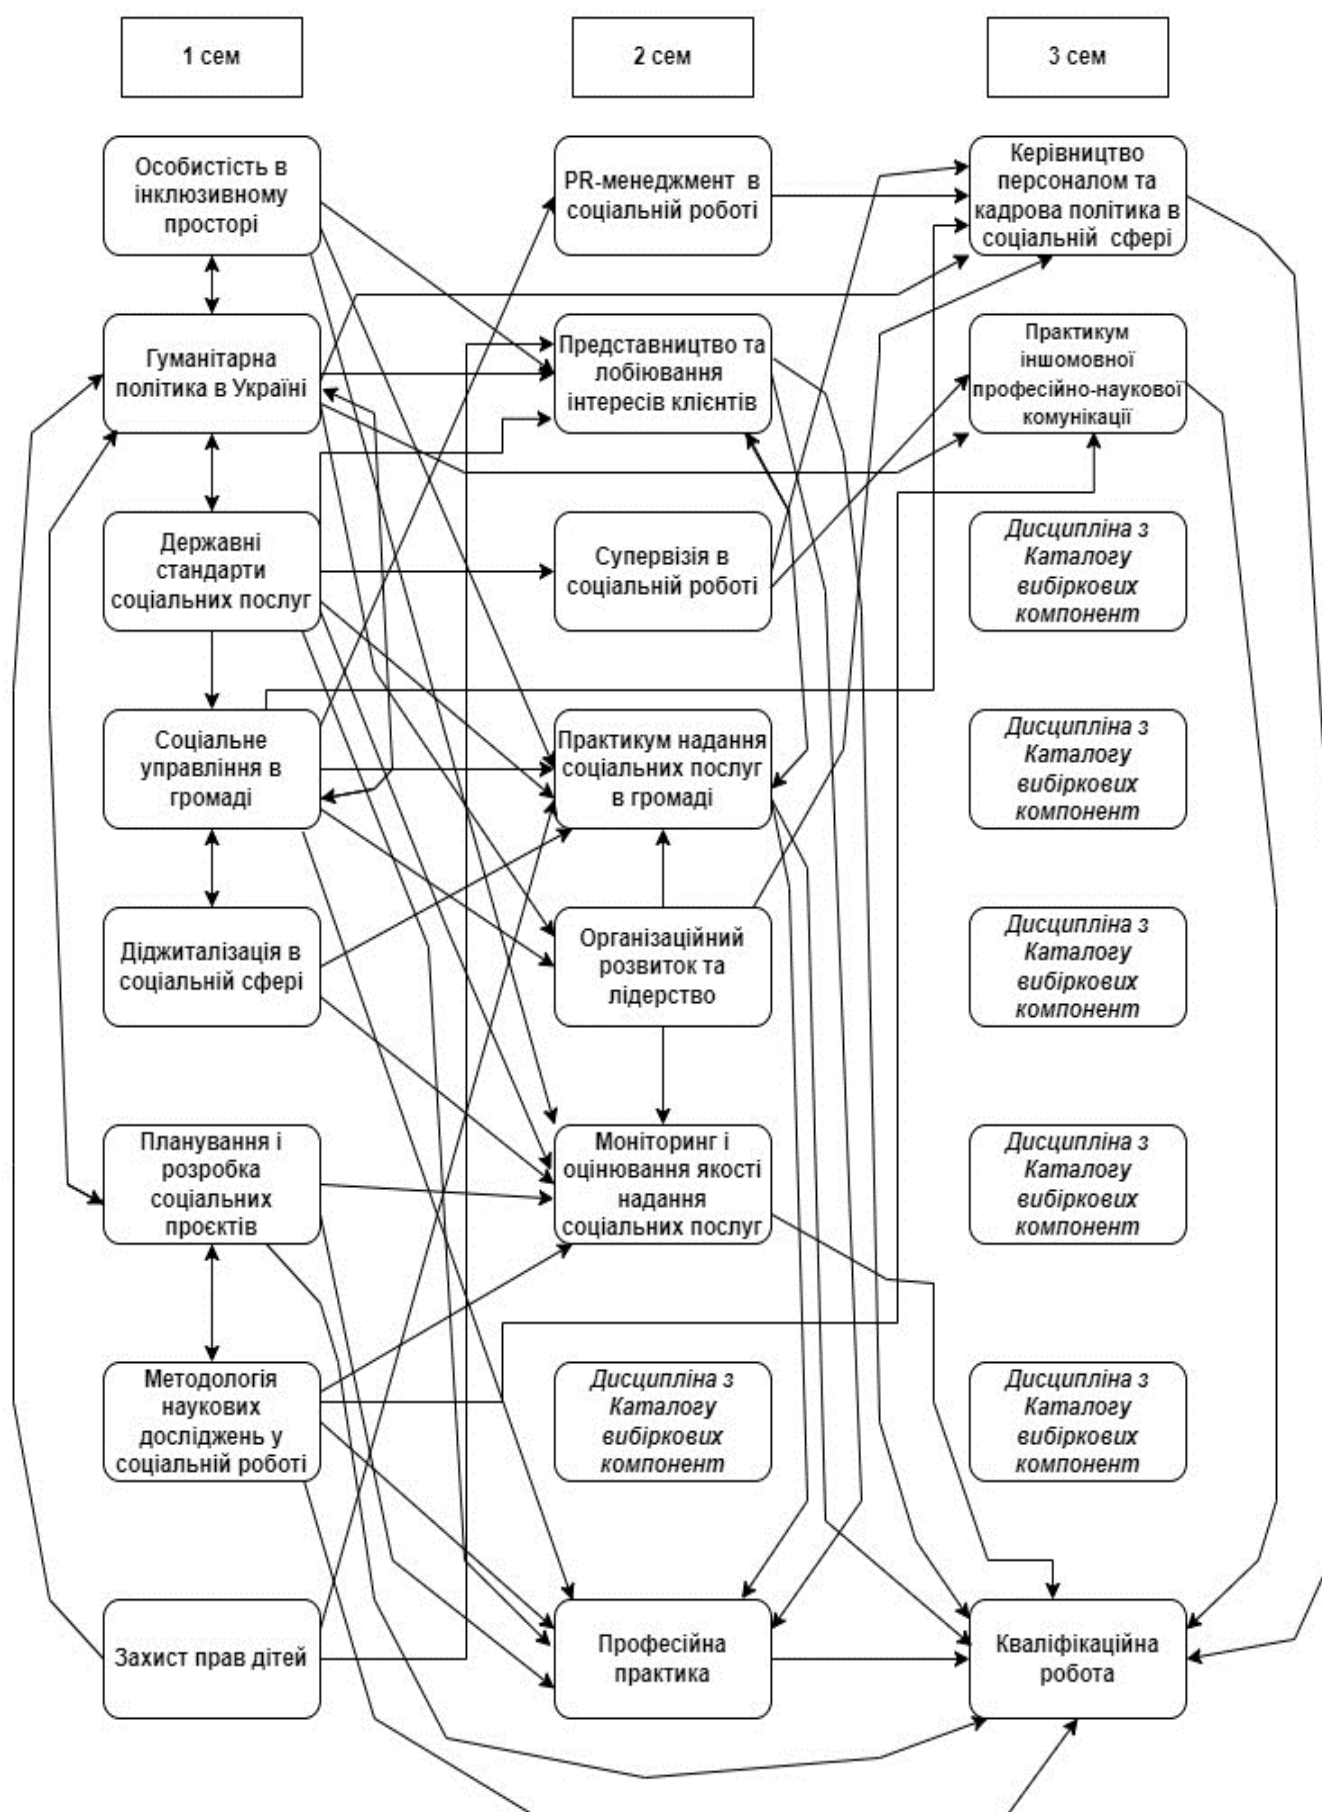 1 сем
2 сем
3 сем
Особистість в
інклюзивному
просторі
PR-менеджмент в
соціальній роботі
Керівництво
персоналом та
кадрова політика в
соціальній сфері
Гуманітарна
політика в Україні
Представництво та
лобіювання
інтересів клієнтів
Практикум
іншомовної
професійно-наукової
комунікації
Державні
стандарти
соціальних послуг
Супервізія в
соціальній роботі
Дисципліна з
Каталогу
вибіркових
компонент
Соціальне
управління в
громаді
Практикум надання
соціальних послуг
в громаді
Дисципліна з
Каталогу
вибіркових
компонент
Діджиталізація в
соціальній сфері
Організаційний
розвиток та
лідерство
Дисципліна з
Каталогу
вибіркових
компонент
Планування і
розробка
соціальних
проєктів
Моніторинг і
оцінювання якості
надання
соціальних послуг
Дисципліна з
Каталогу
вибіркових
компонент
Методологія
наукових
досліджень у
соціальній роботі
Дисципліна з
Каталогу
вибіркових
компонент
Дисципліна з
Каталогу
вибіркових
компонент
Захист прав дітей
Професійна
практика
Кваліфікаційна
робота